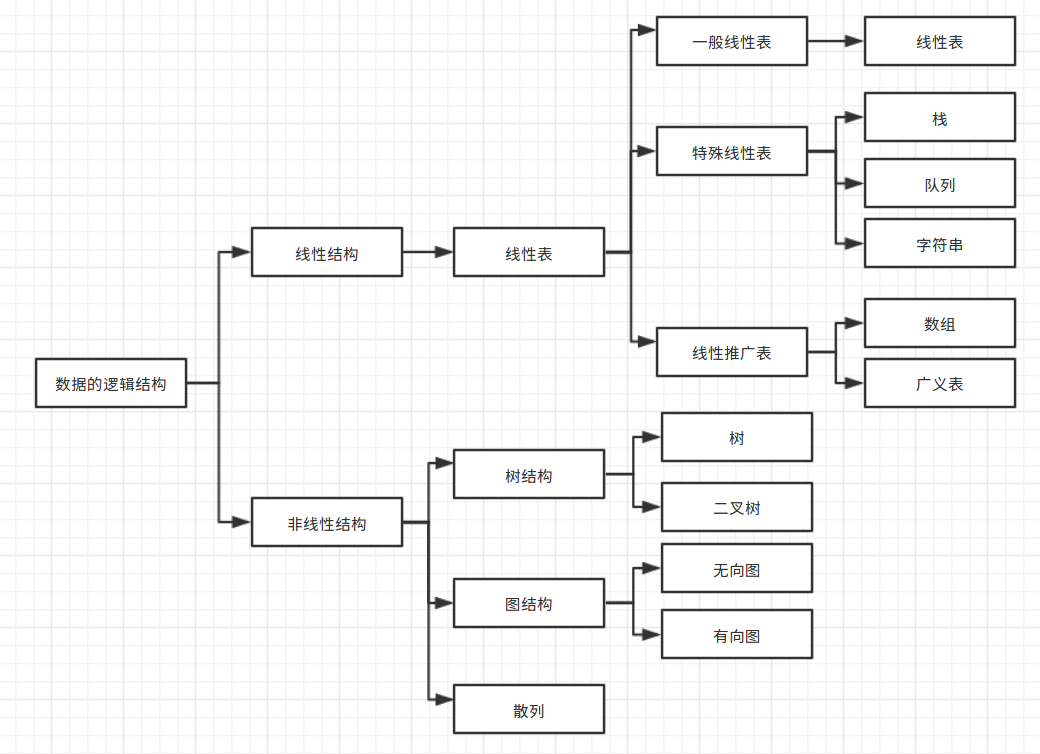 一般线性表
线性表
栈
特殊线性表
队列
字符串
线性结构
线性表
数组
线性推广表
广义表
数据的逻辑结构
树
树结构
二叉树
非线性结构
无向图
图结构
有向图
散列